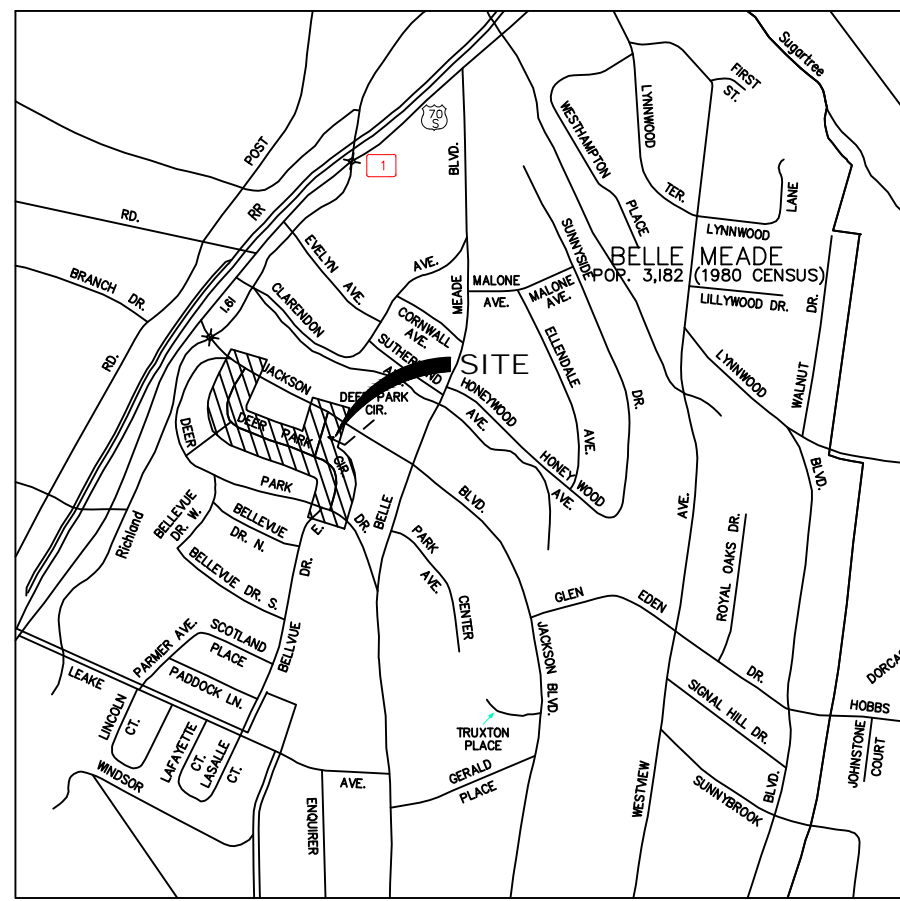 Sugartree
FIRST
ST.
70
S
1
POST
RR
RD.
BRANCH DR.
RD.
1.61
BLVD.
MEADE
WESTHAMPTON
PLACE
LYNNWOOD
TER.
LANE
LYNNWOOD
BELLE MEADE
POP. 3,182 (1980 CENSUS)
LILLYWOOD DR.
DR.
WALNUT
SUNNYSIDE
DR.
EVELYN
AVE.
AVE.
CLARENDON
MALONE
AVE.
MALONE
AVE.
CORNWALL
AVE.
SUTHERLAND
AVE.
ELLENDALE
AVE.
LYNNWOOD
BLVD.
SITE
JACKSON
DEER PARK
CIR.
HONEYWOOD
AVE.
HONEY WOOD
AVE.
DEER PARK
CIR.
DEER
PARK
E.
DR.
BELLE
BLVD.
AVE.
Richland
BELLEVUE
DR. W.
BELLEVUE
DR. N.
BELLEVUE DR. S.
DR.
BELLVUE
PARK
AVE.
CENTER
GLEN
EDEN
DR.
ROYAL OAKS DR.
DORCAS
HOBBS
JOHNSTONE
COURT
SCOTLAND
PLACE
PARMER AVE.
PADDOCK LN.
LEAKE
AVE.
LINCOLN
CT.
LAFAYETTE
CT.
LASALLE
CT.
WINDSOR
ENQUIRER
JACKSON BLVD.
TRUXTON
PLACE
GERALD
PLACE
WESTVIEW
SIGNAL HILL DR.
SUNNYBROOK
BLVD.